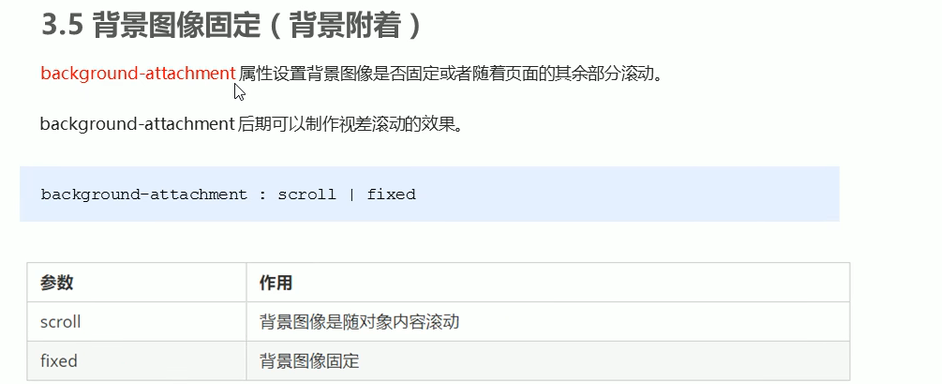 3.5 背景图像固定（背景附着）
background-attachment 属性设置背景图像是否固定或者随着页面的其余部分滚动。
background-attachment 后期可以制作视差滚动的效果。
background-attachment : scroll | fixed
参数 作用
scroll 背景图像是随对象内容滚动
fixed 背景图像固定